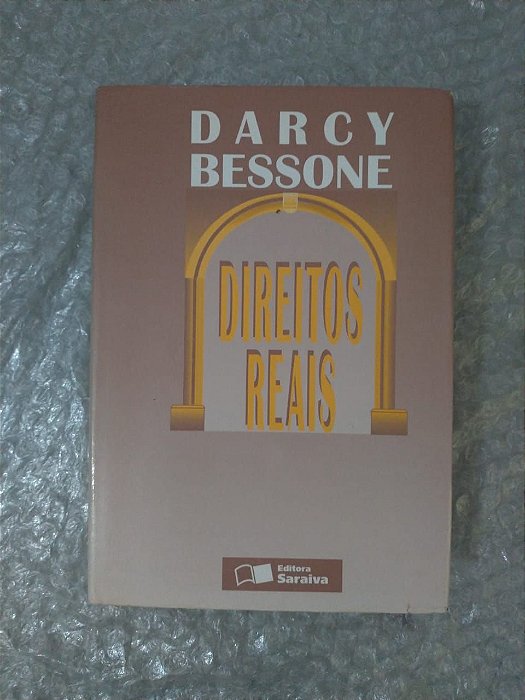 DARCY
BESSONE
DIREITOS
REAIS
Editora
Saraiva